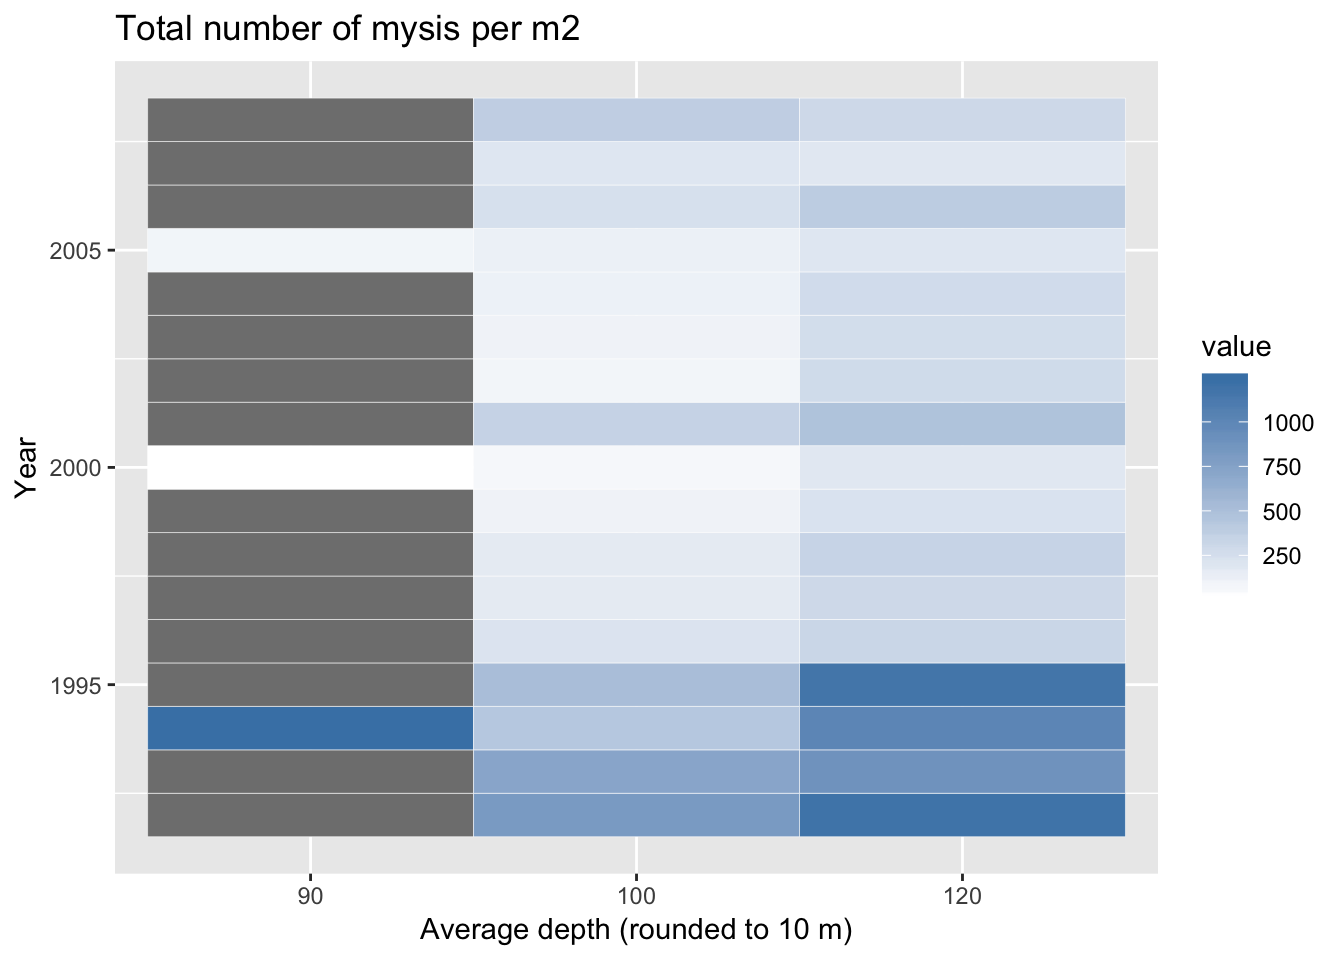 Total number of mysis per m2
2005
2000
1995
Year
90
100
120
Average depth (rounded to 10 m)
value
1000
750
500
250